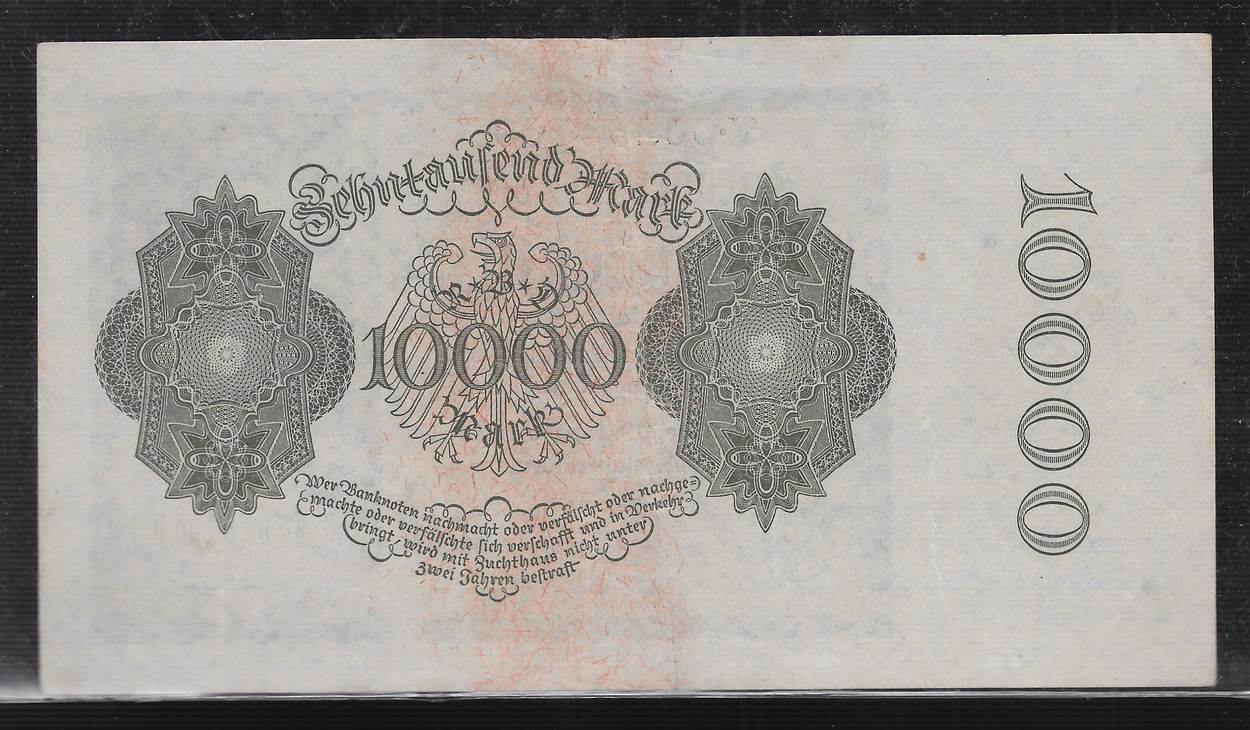 Zehntausend Mark
R*B*D
10000
Mark
Wer Banknoten nachmacht oder verfälscht oder nachge=
machte oder verfälschte sich verschafft und in Verkehr
bringt, wird mit Zuchthaus nicht unter
zwei Jahren bestraft
10000